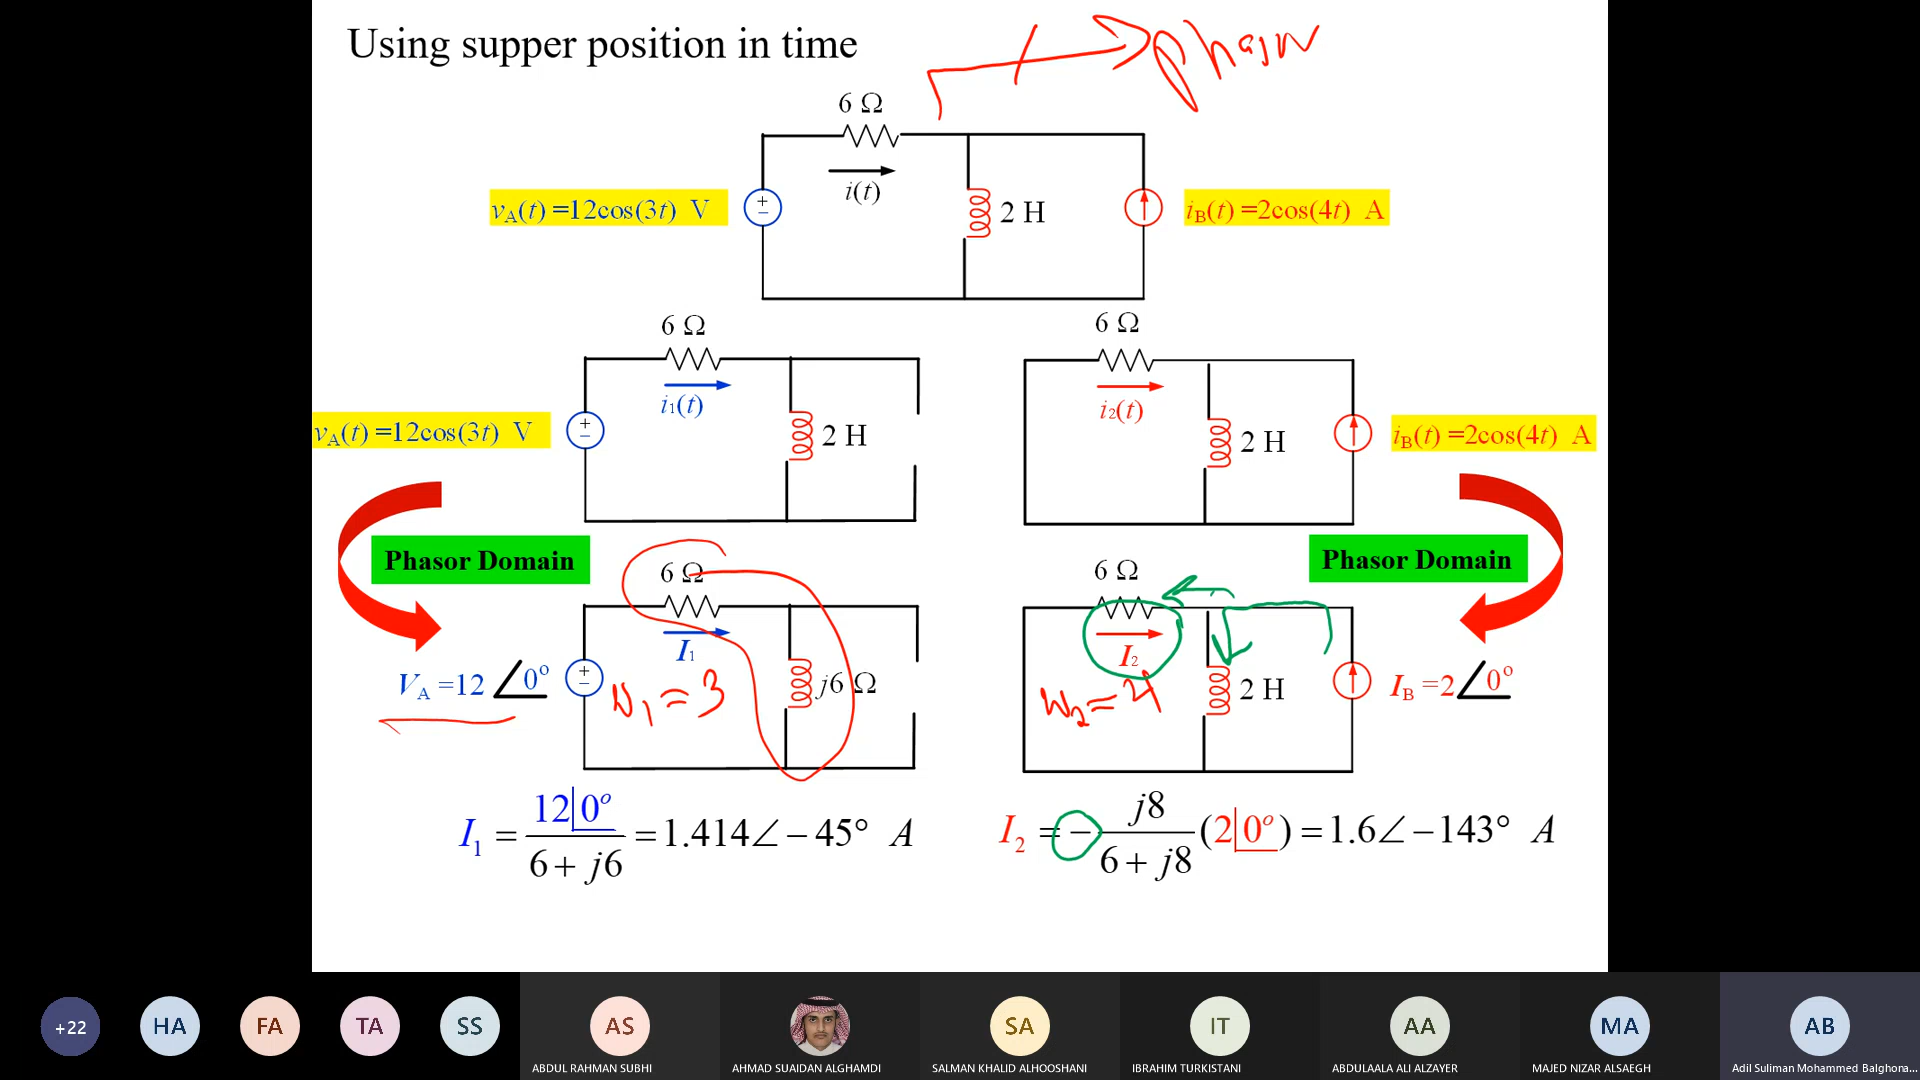 Using supper position in time
phasor
6 Ω
i(t)
vA(t) =12cos(3t) V
+
−
2 H
iB(t) =2cos(4t) A
6 Ω
i1(t)
vA(t) =12cos(3t) V
+
−
2 H
6 Ω
i2(t)
2 H
iB(t) =2cos(4t) A
Phasor Domain
Phasor Domain
6 Ω
I1
VA =12∠0°
+
−
W1 = 3
j6 Ω
6 Ω
I2
W2 = 4
2 H
IB =2∠0°
I1 = 12|0° / 6 + j6 = 1.414∠−45° A
I2 = − j8 / 6 + j8 (2|0°) = 1.6∠−143° A
+22
HA
FA
TA
SS
AS
SA
IT
AA
MA
AB
ABDUL RAHMAN SUBHI
AHMAD SUAIDAN ALGHAMDI
SALMAN KHALID ALHOOSHANI
IBRAHIM TURKISTANI
ABDULAALA ALI ALZAYER
MAJED NIZAR ALSAEGH
Adil Suliman Mohammed Balghona...